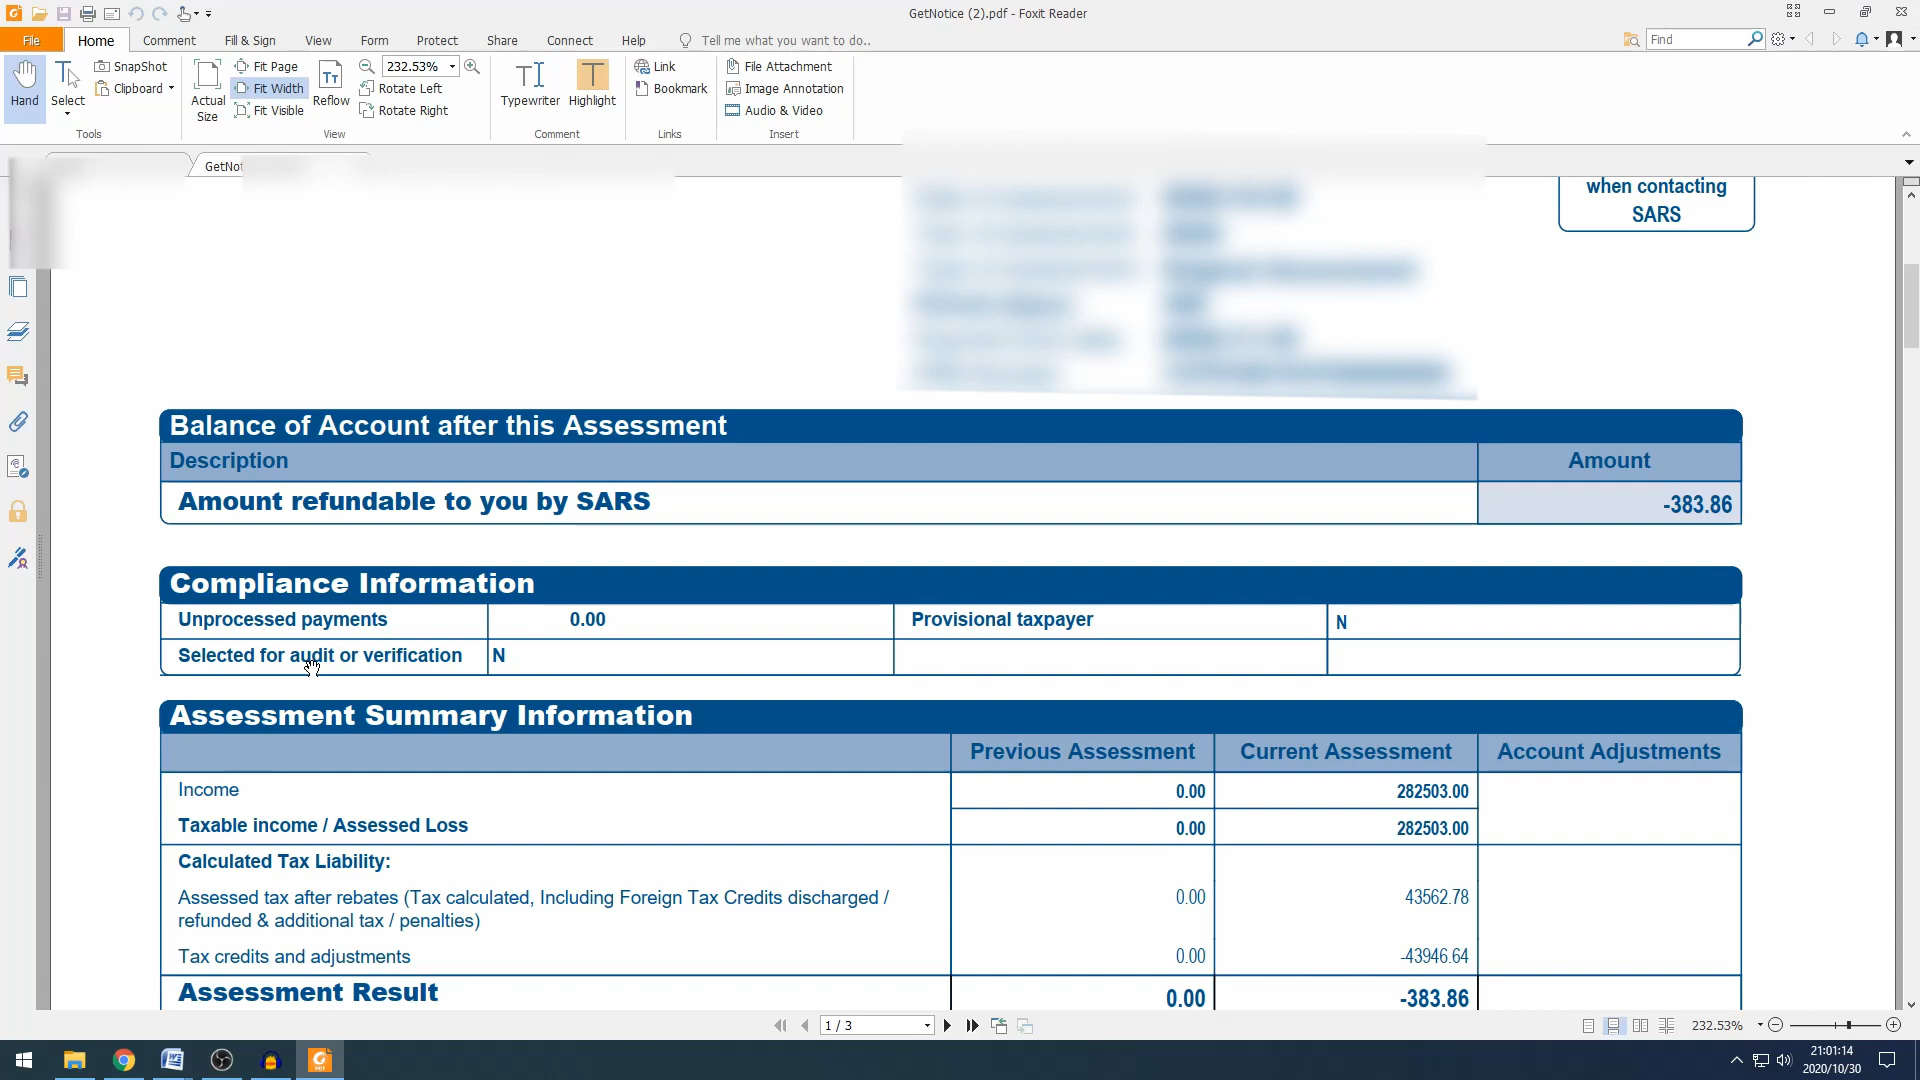 GetNotice (2).pdf - Foxit Reader
File Home Comment Fill & Sign View Form Protect Share Connect Help Tell me what you want to do.. Find
Hand
Select
SnapShot
Clipboard
Tools
Actual Size
Fit Page
Fit Width
Fit Visible
Reflow
232.53%
Rotate Left
Rotate Right
View
Typewriter Highlight
Comment
Link
Bookmark
Links
File Attachment
Image Annotation
Audio & Video
Insert
GetNot
when contacting
SARS
Balance of Account after this Assessment
Description Amount
Amount refundable to you by SARS -383.86
Compliance Information
Unprocessed payments 0.00 Provisional taxpayer N
Selected for audit or verification N
Assessment Summary Information
Previous Assessment Current Assessment Account Adjustments
Income 0.00 282503.00
Taxable income / Assessed Loss 0.00 282503.00
Calculated Tax Liability:
Assessed tax after rebates (Tax calculated, Including Foreign Tax Credits discharged / 0.00 43562.78
refunded & additional tax / penalties)
Tax credits and adjustments 0.00 -43946.64
Assessment Result 0.00 -383.86
1 / 3 232.53%
21:01:14
2020/10/30